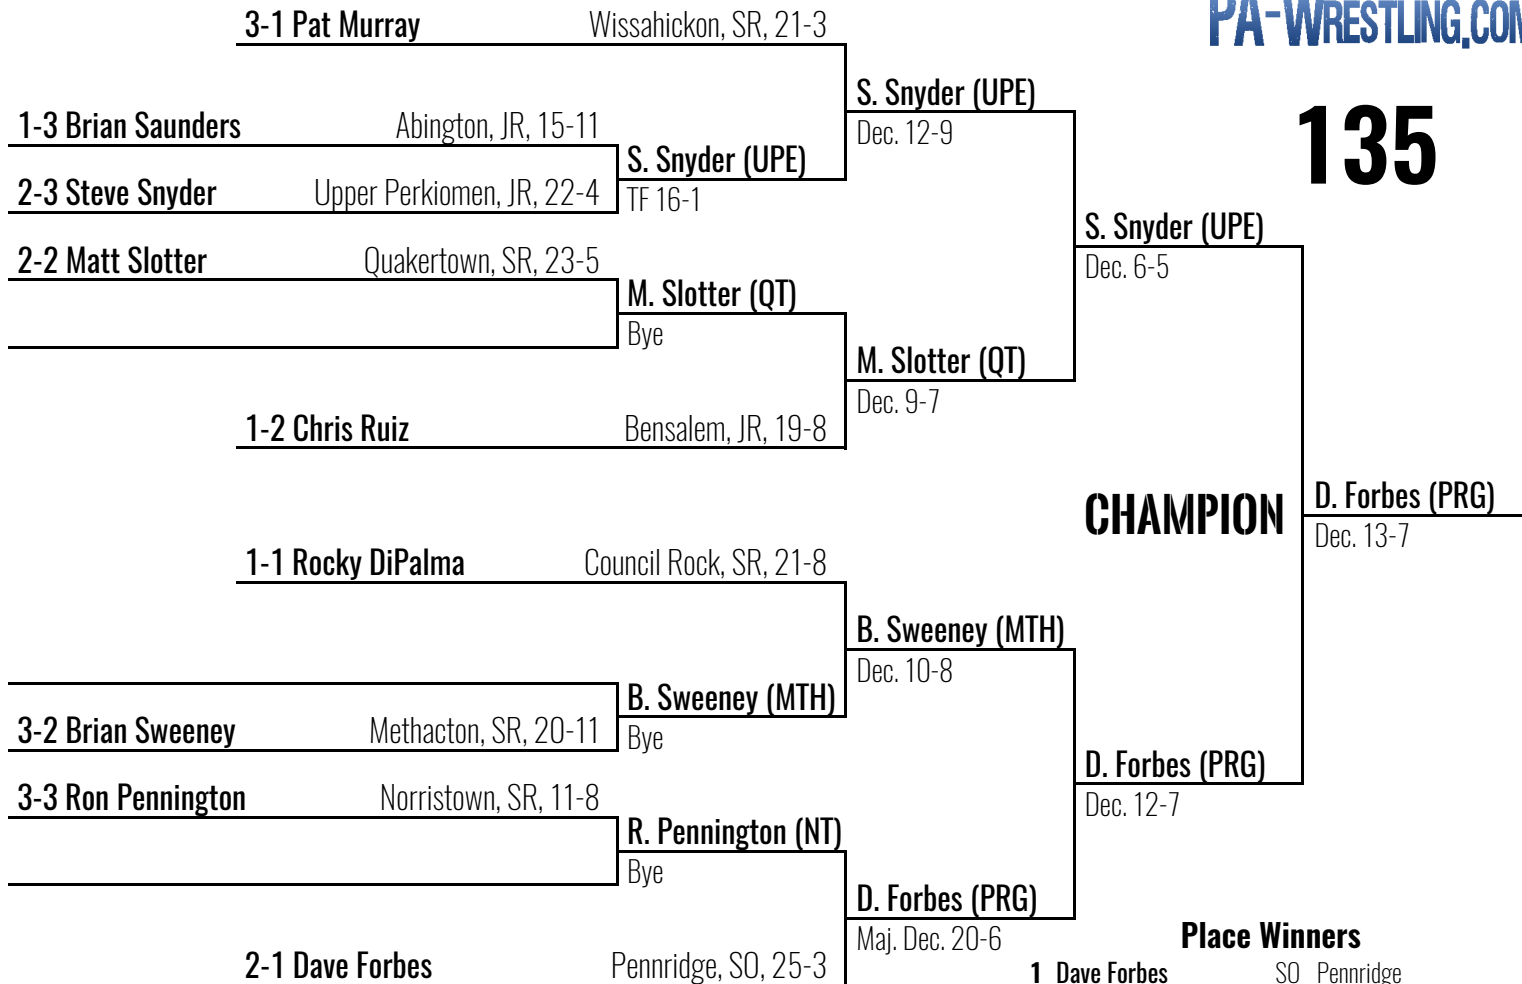 3-1 Pat Murray Wissahickon, SR, 21-3
PA-WRESTLING.COM
S. Snyder (UPE)
135
1-3 Brian Saunders Abington, JR, 15-11
Dec. 12-9
S. Snyder (UPE)
2-3 Steve Snyder Upper Perkiomen, JR, 22-4
TF 16-1
S. Snyder (UPE)
2-2 Matt Slotter Quakertown, SR, 23-5
Dec. 6-5
M. Slotter (QT)
Bye
M. Slotter (QT)
Dec. 9-7
1-2 Chris Ruiz Bensalem, JR, 19-8
D. Forbes (PRG)
CHAMPION
Dec. 13-7
1-1 Rocky DiPalma Council Rock, SR, 21-8
B. Sweeney (MTH)
Dec. 10-8
B. Sweeney (MTH)
3-2 Brian Sweeney Methacton, SR, 20-11
Bye
D. Forbes (PRG)
3-3 Ron Pennington Norristown, SR, 11-8
Dec. 12-7
R. Pennington (NT)
Bye
D. Forbes (PRG)
Place Winners
Maj. Dec. 20-6
2-1 Dave Forbes Pennridge, SO, 25-3
1 Dave Forbes SO Pennridge